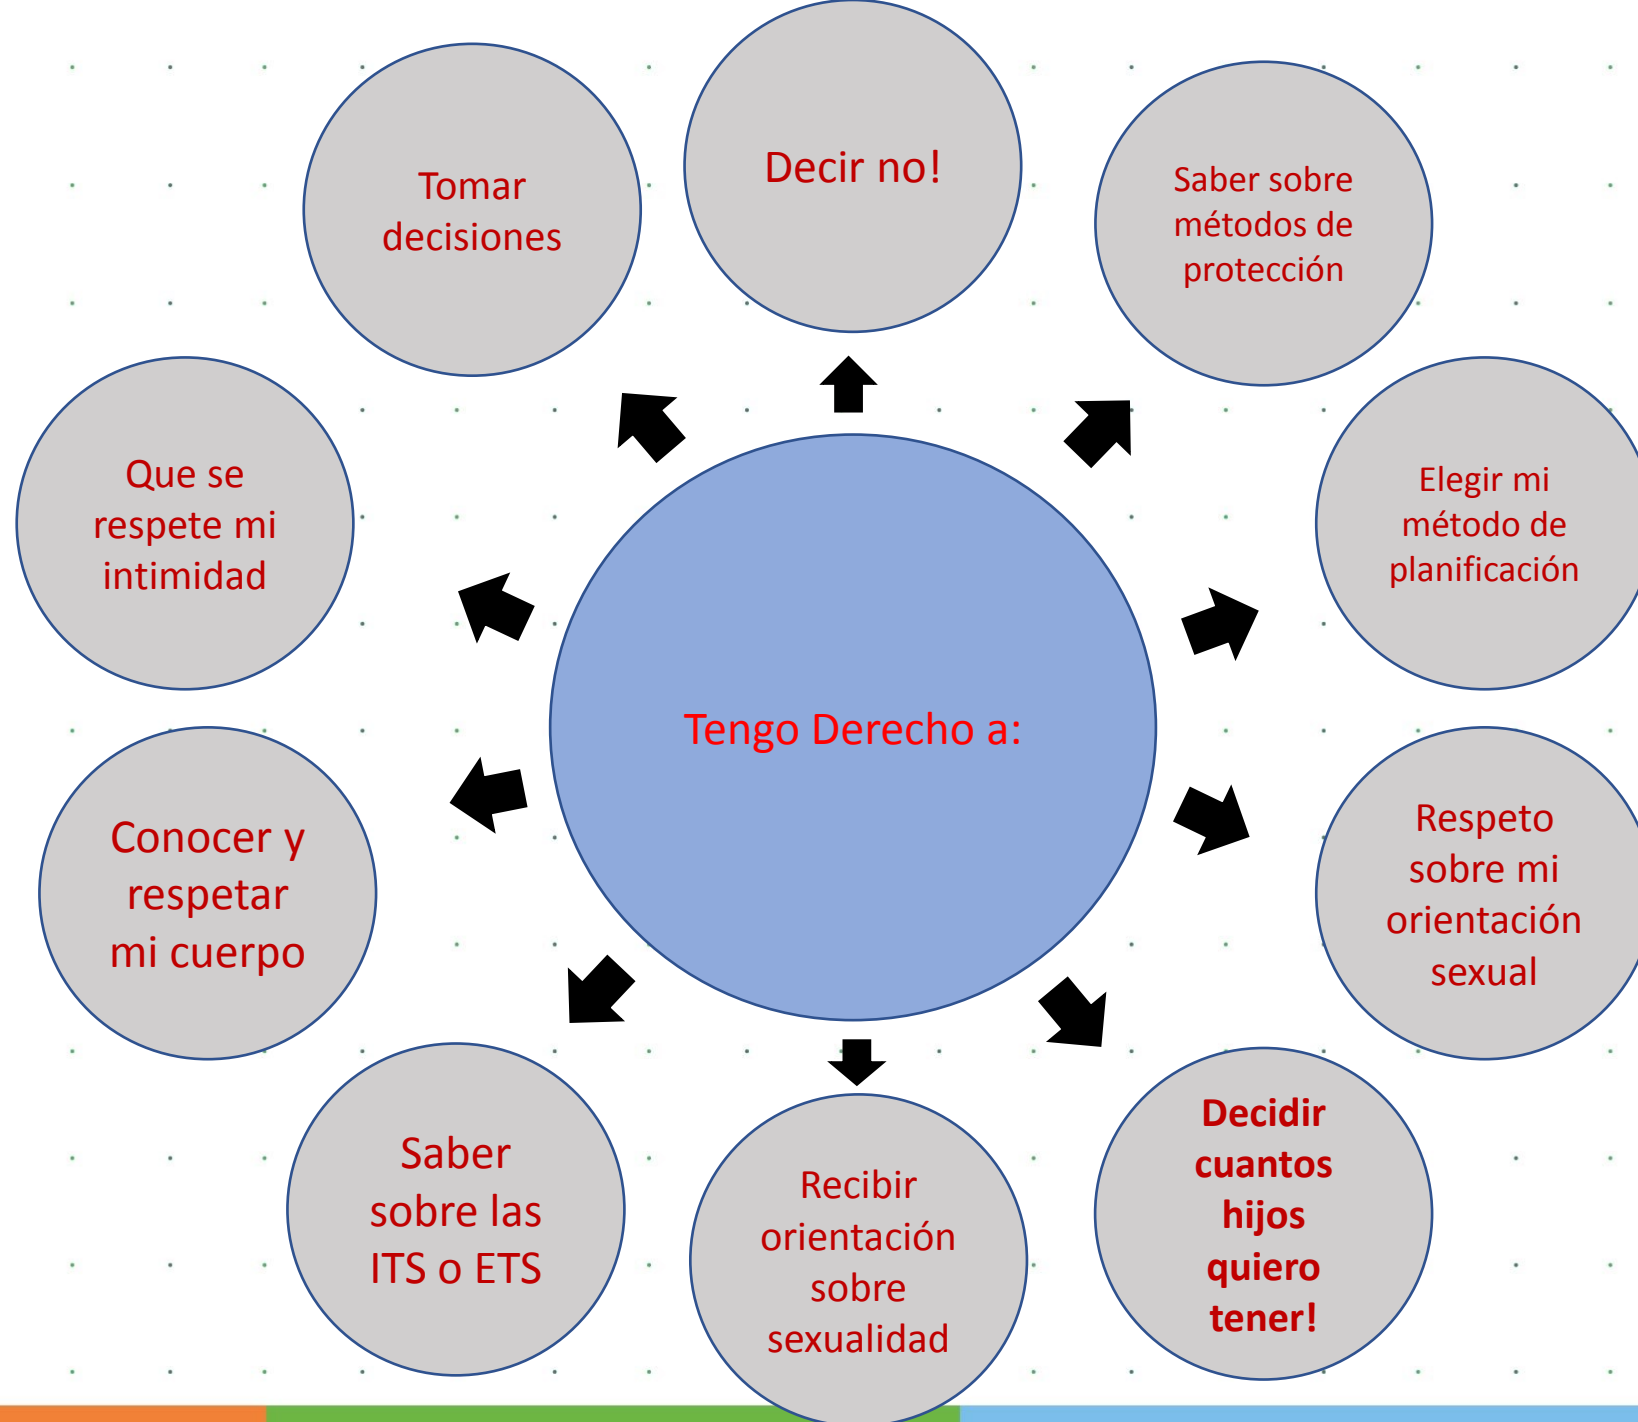 Decir no!
Tomar
decisiones
Saber sobre
métodos de
protección
Que se
respete mi
intimidad
Elegir mi
método de
planificación
Tengo Derecho a:
Conocer y
respetar
mi cuerpo
Respeto
sobre mi
orientación
sexual
Saber
sobre las
ITS o ETS
Recibir
orientación
sobre
sexualidad
Decidir
cuantos
hijos
quiero
tener!